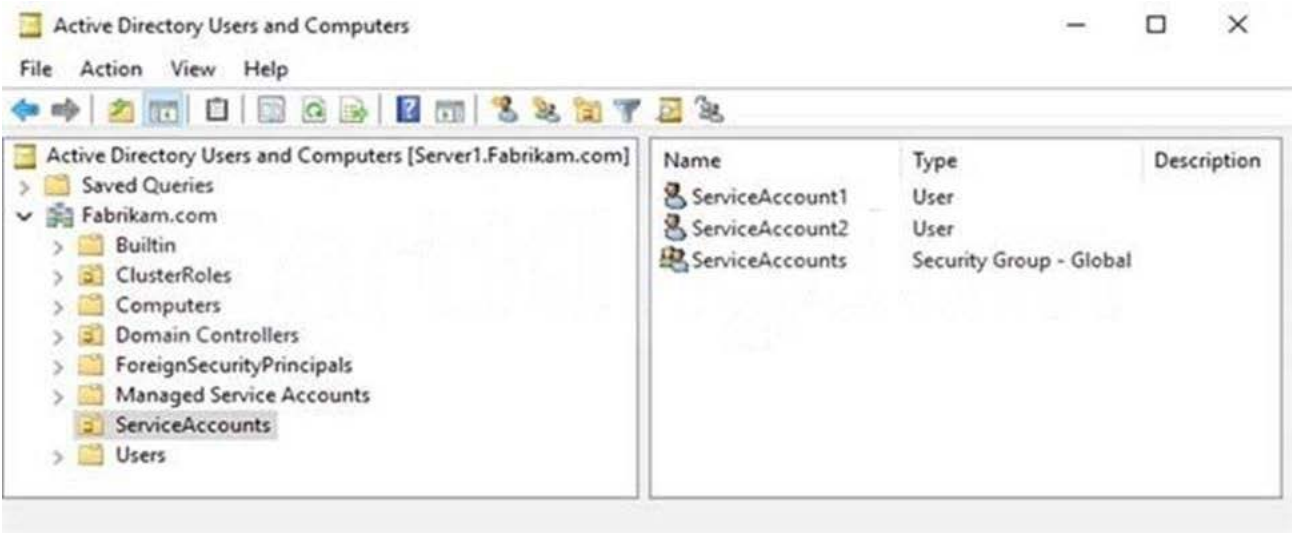 Active Directory Users and Computers
File Action View Help
Active Directory Users and Computers [Server1.Fabrikam.com]
Saved Queries
Fabrikam.com
Builtin
ClusterRoles
Computers
Domain Controllers
ForeignSecurityPrincipals
Managed Service Accounts
ServiceAccounts
Users
Name Type Description
ServiceAccount1 User
ServiceAccount2 User
ServiceAccounts Security Group - Global